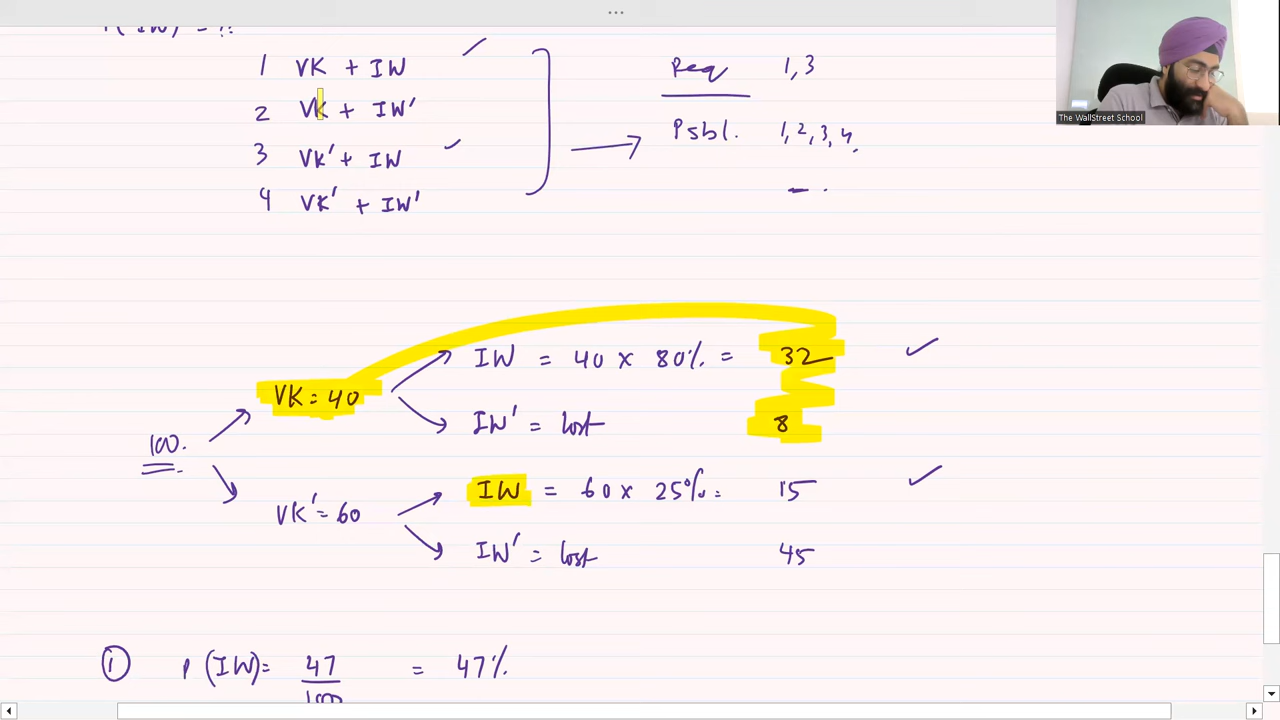 P(IW) = ??
1 VK + IW
2 VK + IW'
3 VK' + IW
4 VK' + IW'
Req 1, 3
Psbl. 1, 2, 3, 4
The WallStreet School
100.
VK = 40
IW = 40 x 80% = 32
IW' = lost 8
VK' = 60
IW = 60 x 25% = 15
IW' = lost 45
① P(IW) = 47 = 47%
100